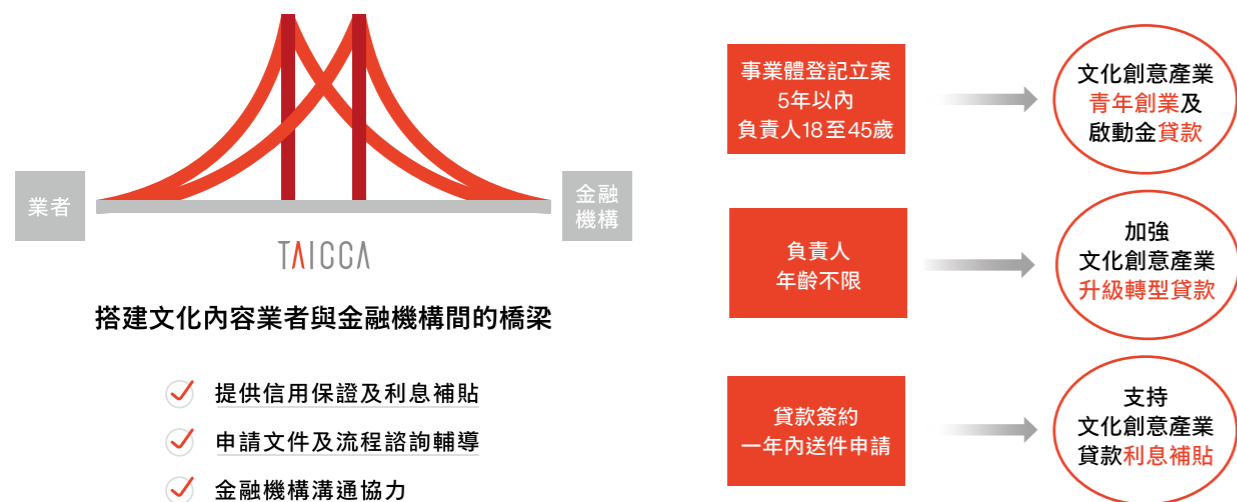 業者
金融
機構
TAICCA
搭建文化內容業者與金融機構間的橋梁
提供信用保證及利息補貼
申請文件及流程諮詢輔導
金融機構溝通協力
事業體登記立案
5年以內
負責人18至45歲
文化創意產業
青年創業及
啟動金貸款
負責人
年齡不限
加強
文化創意產業
升級轉型貸款
貸款簽約
一年內送件申請
支持
文化創意產業
貸款利息補貼